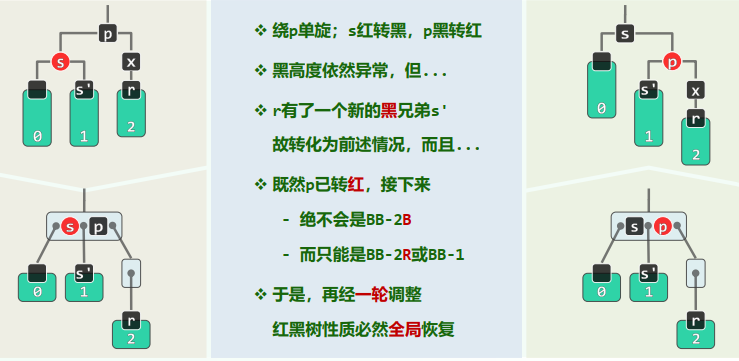 p
s
x
s'
r
0
1
2
s
p
s'
0
1
r
2
❖ 绕p单旋；s红转黑，p黑转红
❖ 黑高度依然异常，但...
❖ r有了一个新的黑兄弟s'
故转化为前述情况，而且...
❖ 既然p已转红，接下来
- 绝不会是BB-2B
- 而只能是BB-2R或BB-1
❖ 于是，再经一轮调整
红黑树性质必然全局恢复
s
p
x
0
s'
r
1
2
s
p
s'
0
1
r
2